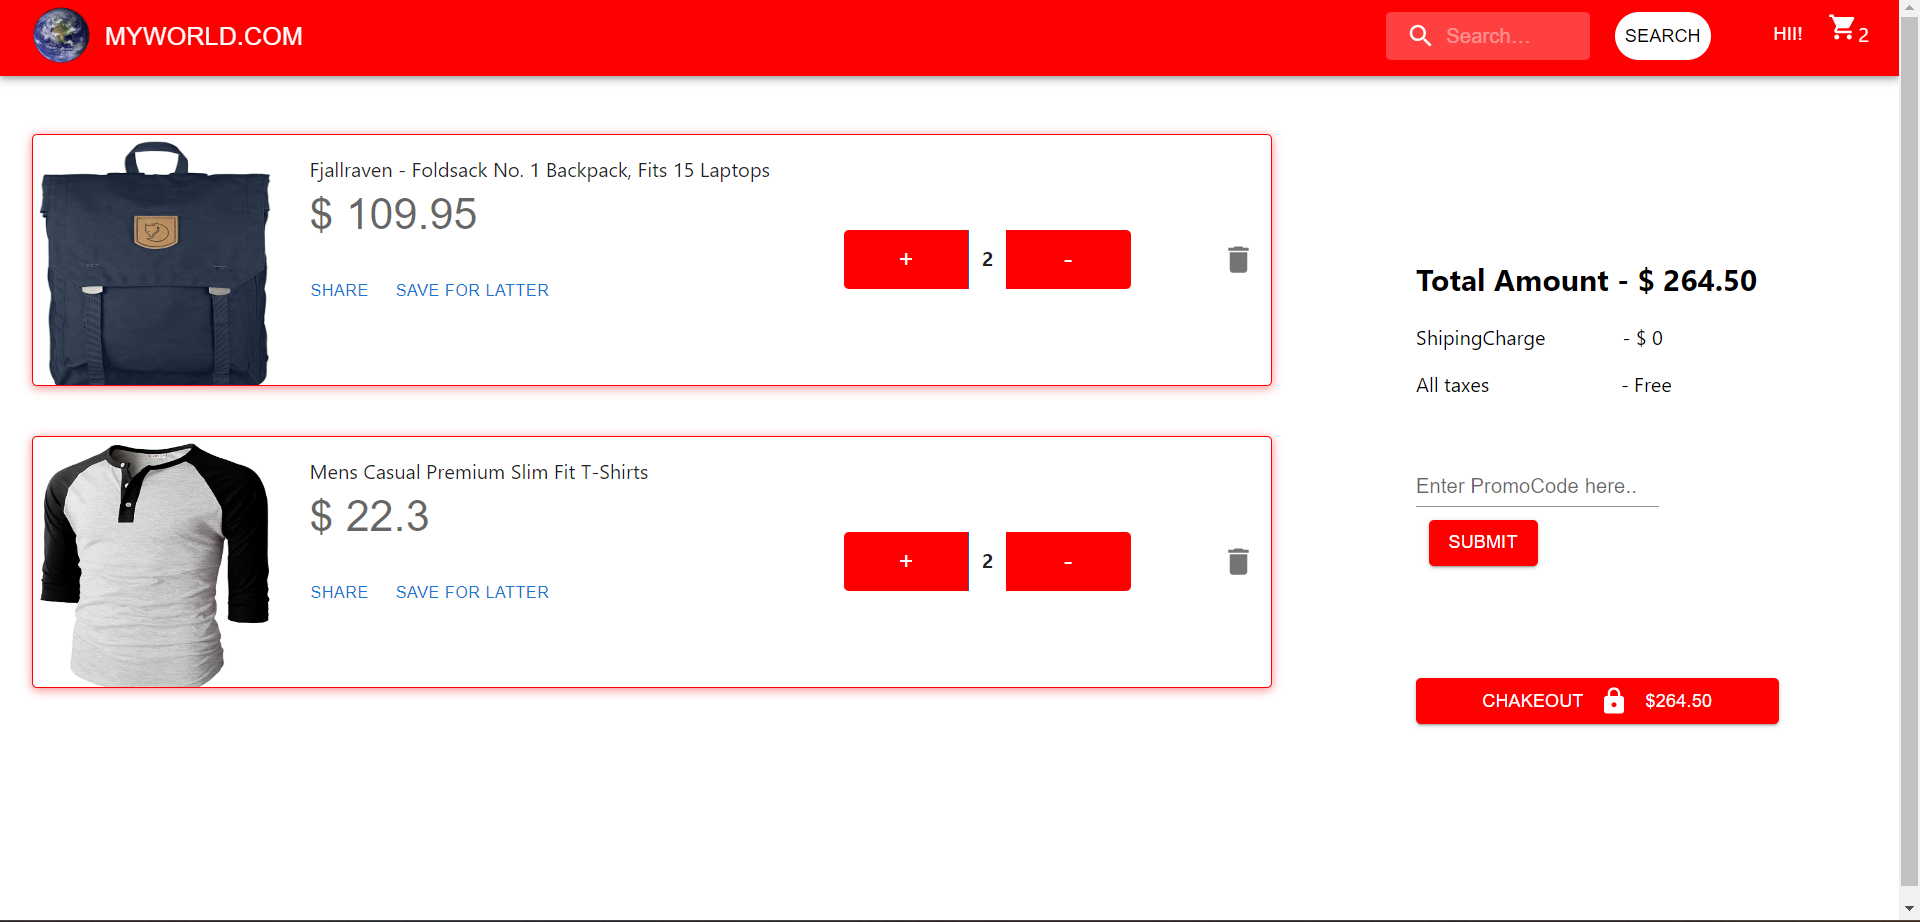 MYWORLD.COM
Search…
SEARCH
HII!
2
Fjallraven - Foldsack No. 1 Backpack, Fits 15 Laptops
$ 109.95
+ 2 -
SHARE SAVE FOR LATTER
Mens Casual Premium Slim Fit T-Shirts
$ 22.3
+ 2 -
SHARE SAVE FOR LATTER
Total Amount - $ 264.50
ShipingCharge - $ 0
All taxes - Free
Enter PromoCode here..
SUBMIT
CHAKEOUT $264.50